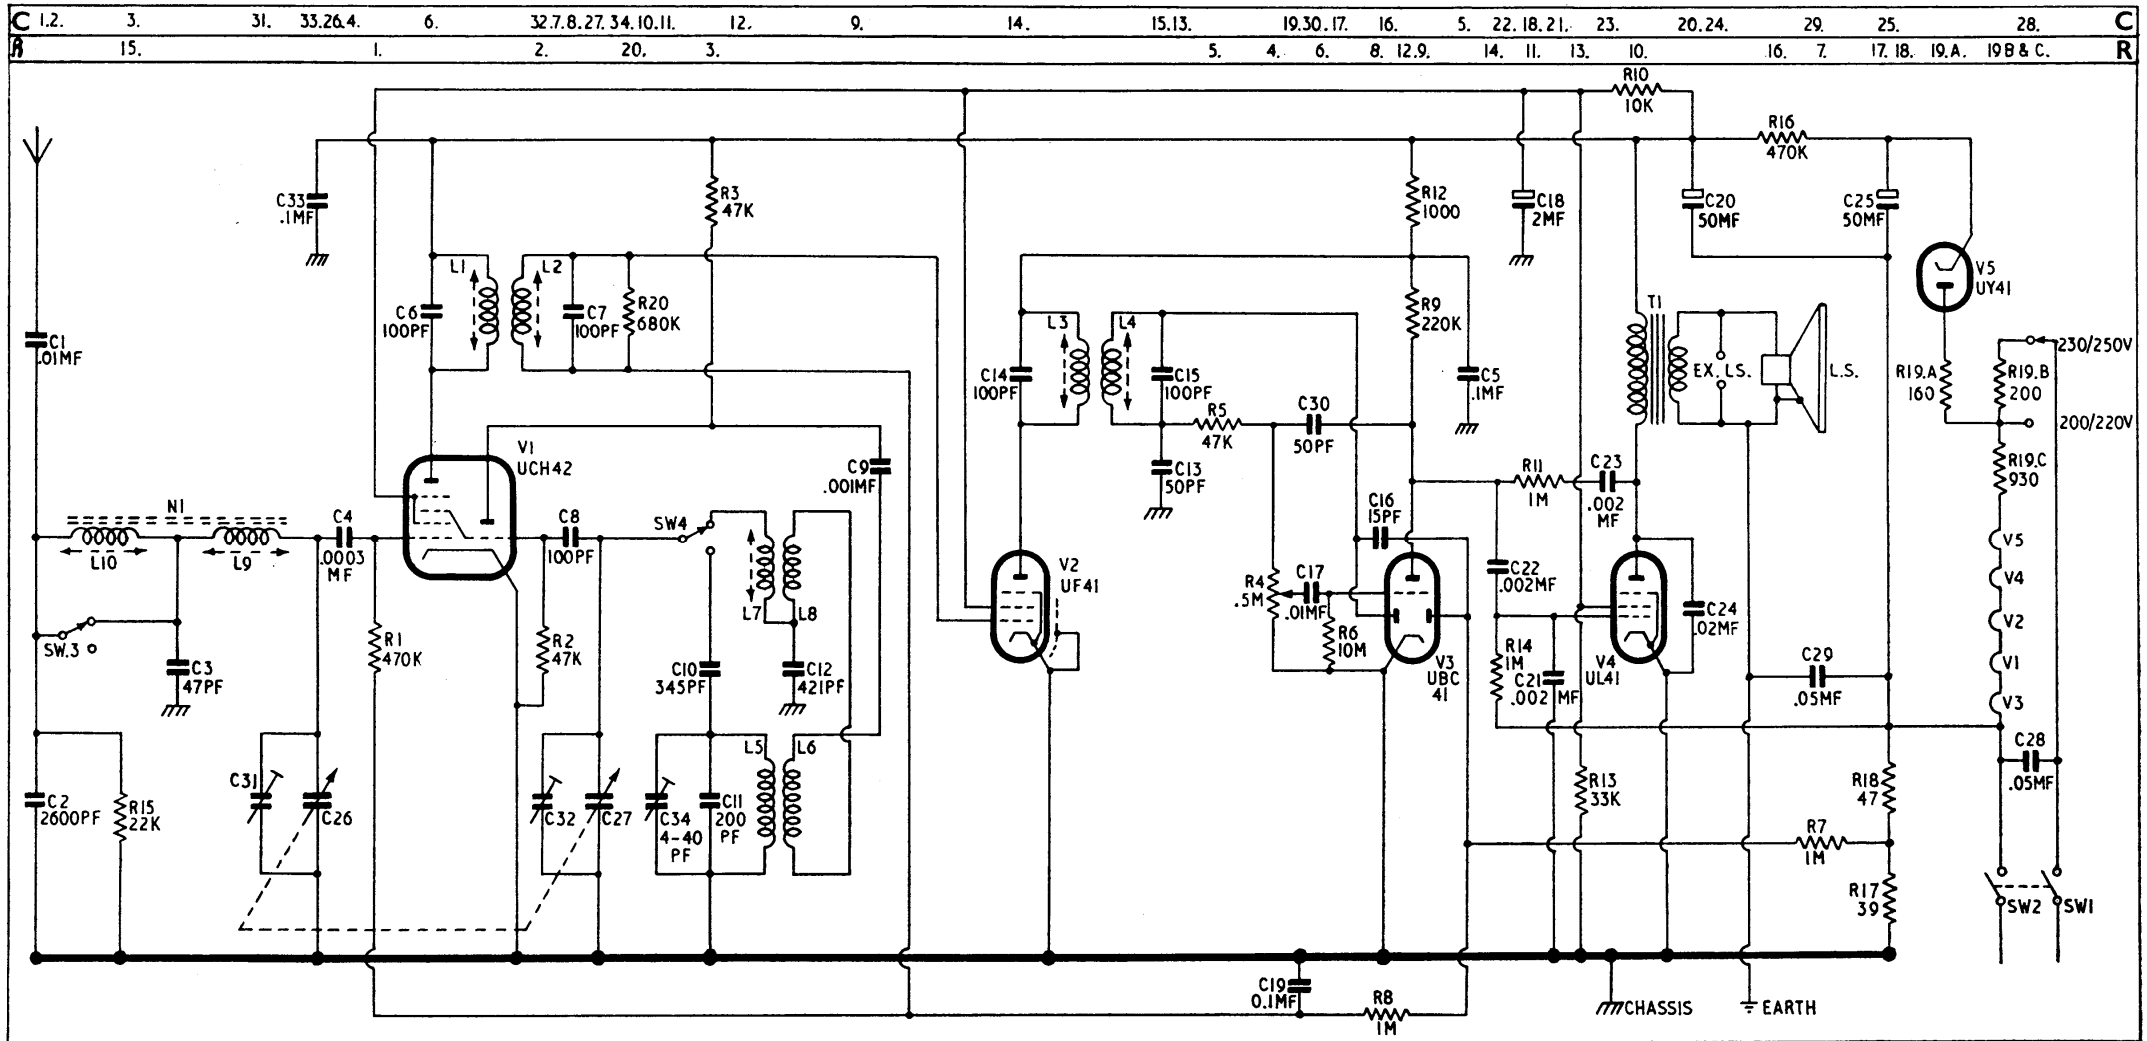 C 1.2. 3. 31. 33.26.4. 6. 32.7.8.27. 34.10.11. 12. 9. 14. 15.13. 19.30.17. 16. 5. 22. 18. 21. 23. 20.24. 29. 25. 28. C
R 15. 1. 2. 20. 3. 5. 4. 6. 8. 12.9. 14. 11. 13. 10. 16. 7. 17. 18. 19.A. 19B & C. R
R10
10K
R16
470K
C33
.1MF
R3
47K
R12
1000
C18
2MF
C20
50MF
C25
50MF
L1
L2
C6
100PF
C7
100PF
R20
680K
R9
220K
V5
UY41
T1
C1
.01MF
L3
L4
C14
100PF
C15
100PF
C5
.1MF
EX. L.S.
L.S.
R19.A
160
R19.B
200
230/250V
200/220V
R5
47K
C30
50PF
V1
UCH42
C9
.001MF
C13
50PF
R11
1M
C23
.002
MF
R19.C
930
N1
L10
L9
C4
.0003
MF
C8
100PF
SW4
C16
15PF
V5
V4
V2
V1
V3
V2
UF41
R4
.5M
C17
.01MF
C22
.002MF
L7
L8
SW.3
C3
47PF
R1
470K
R2
47K
C10
345PF
C12
421PF
R6
10M
V3
UBC
41
R14
1M
C21
.002 MF
V4
UL41
C24
.02MF
C29
.05MF
L5
L6
C28
.05MF
C2
2600PF
R15
22K
C31
C26
C32
C27
C34
4-40
PF
C11
200
PF
R13
33K
R18
47
R7
1M
R17
39
SW2
SW1
C19
0.1MF
R8
1M
CHASSIS
EARTH